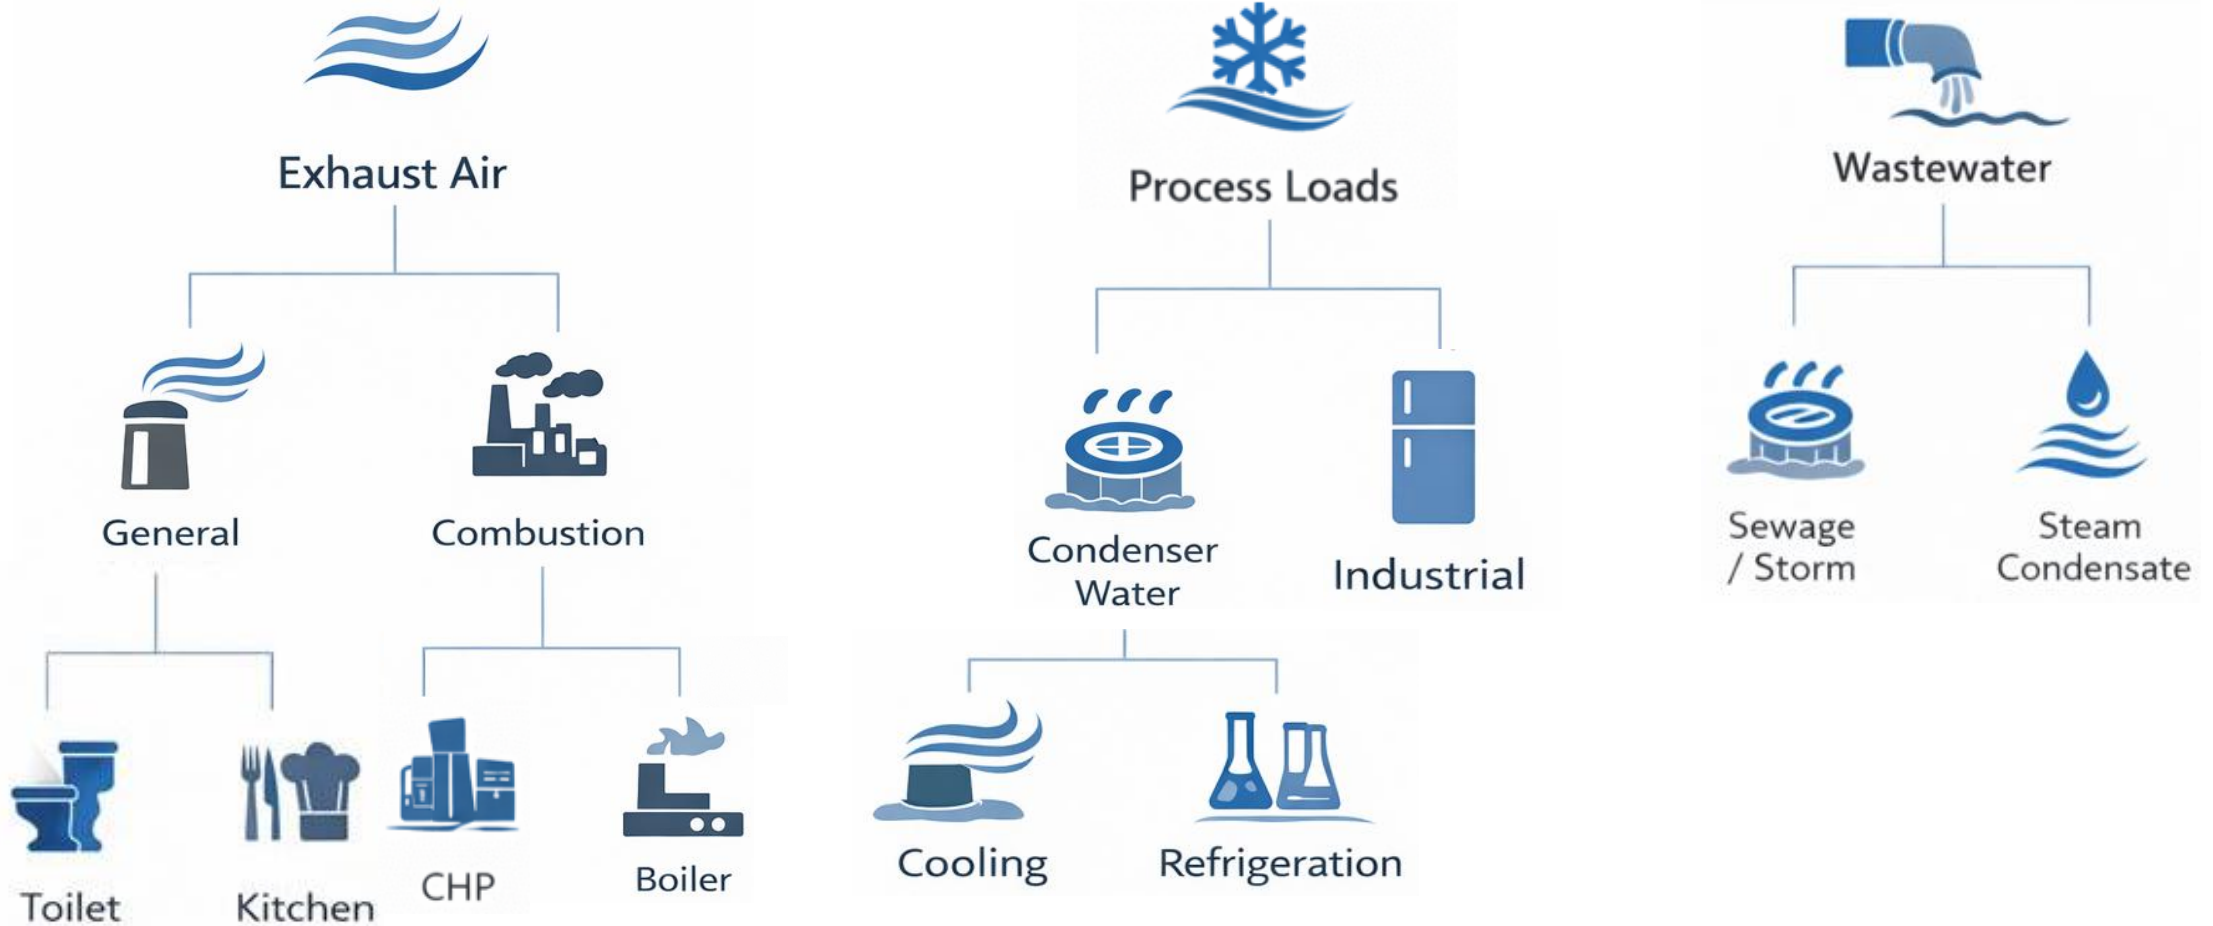 Exhaust Air
Process Loads
Wastewater
General
Combustion
Condenser
Water
Industrial
Sewage
/ Storm
Steam
Condensate
Toilet
Kitchen
CHP
Boiler
Cooling
Refrigeration